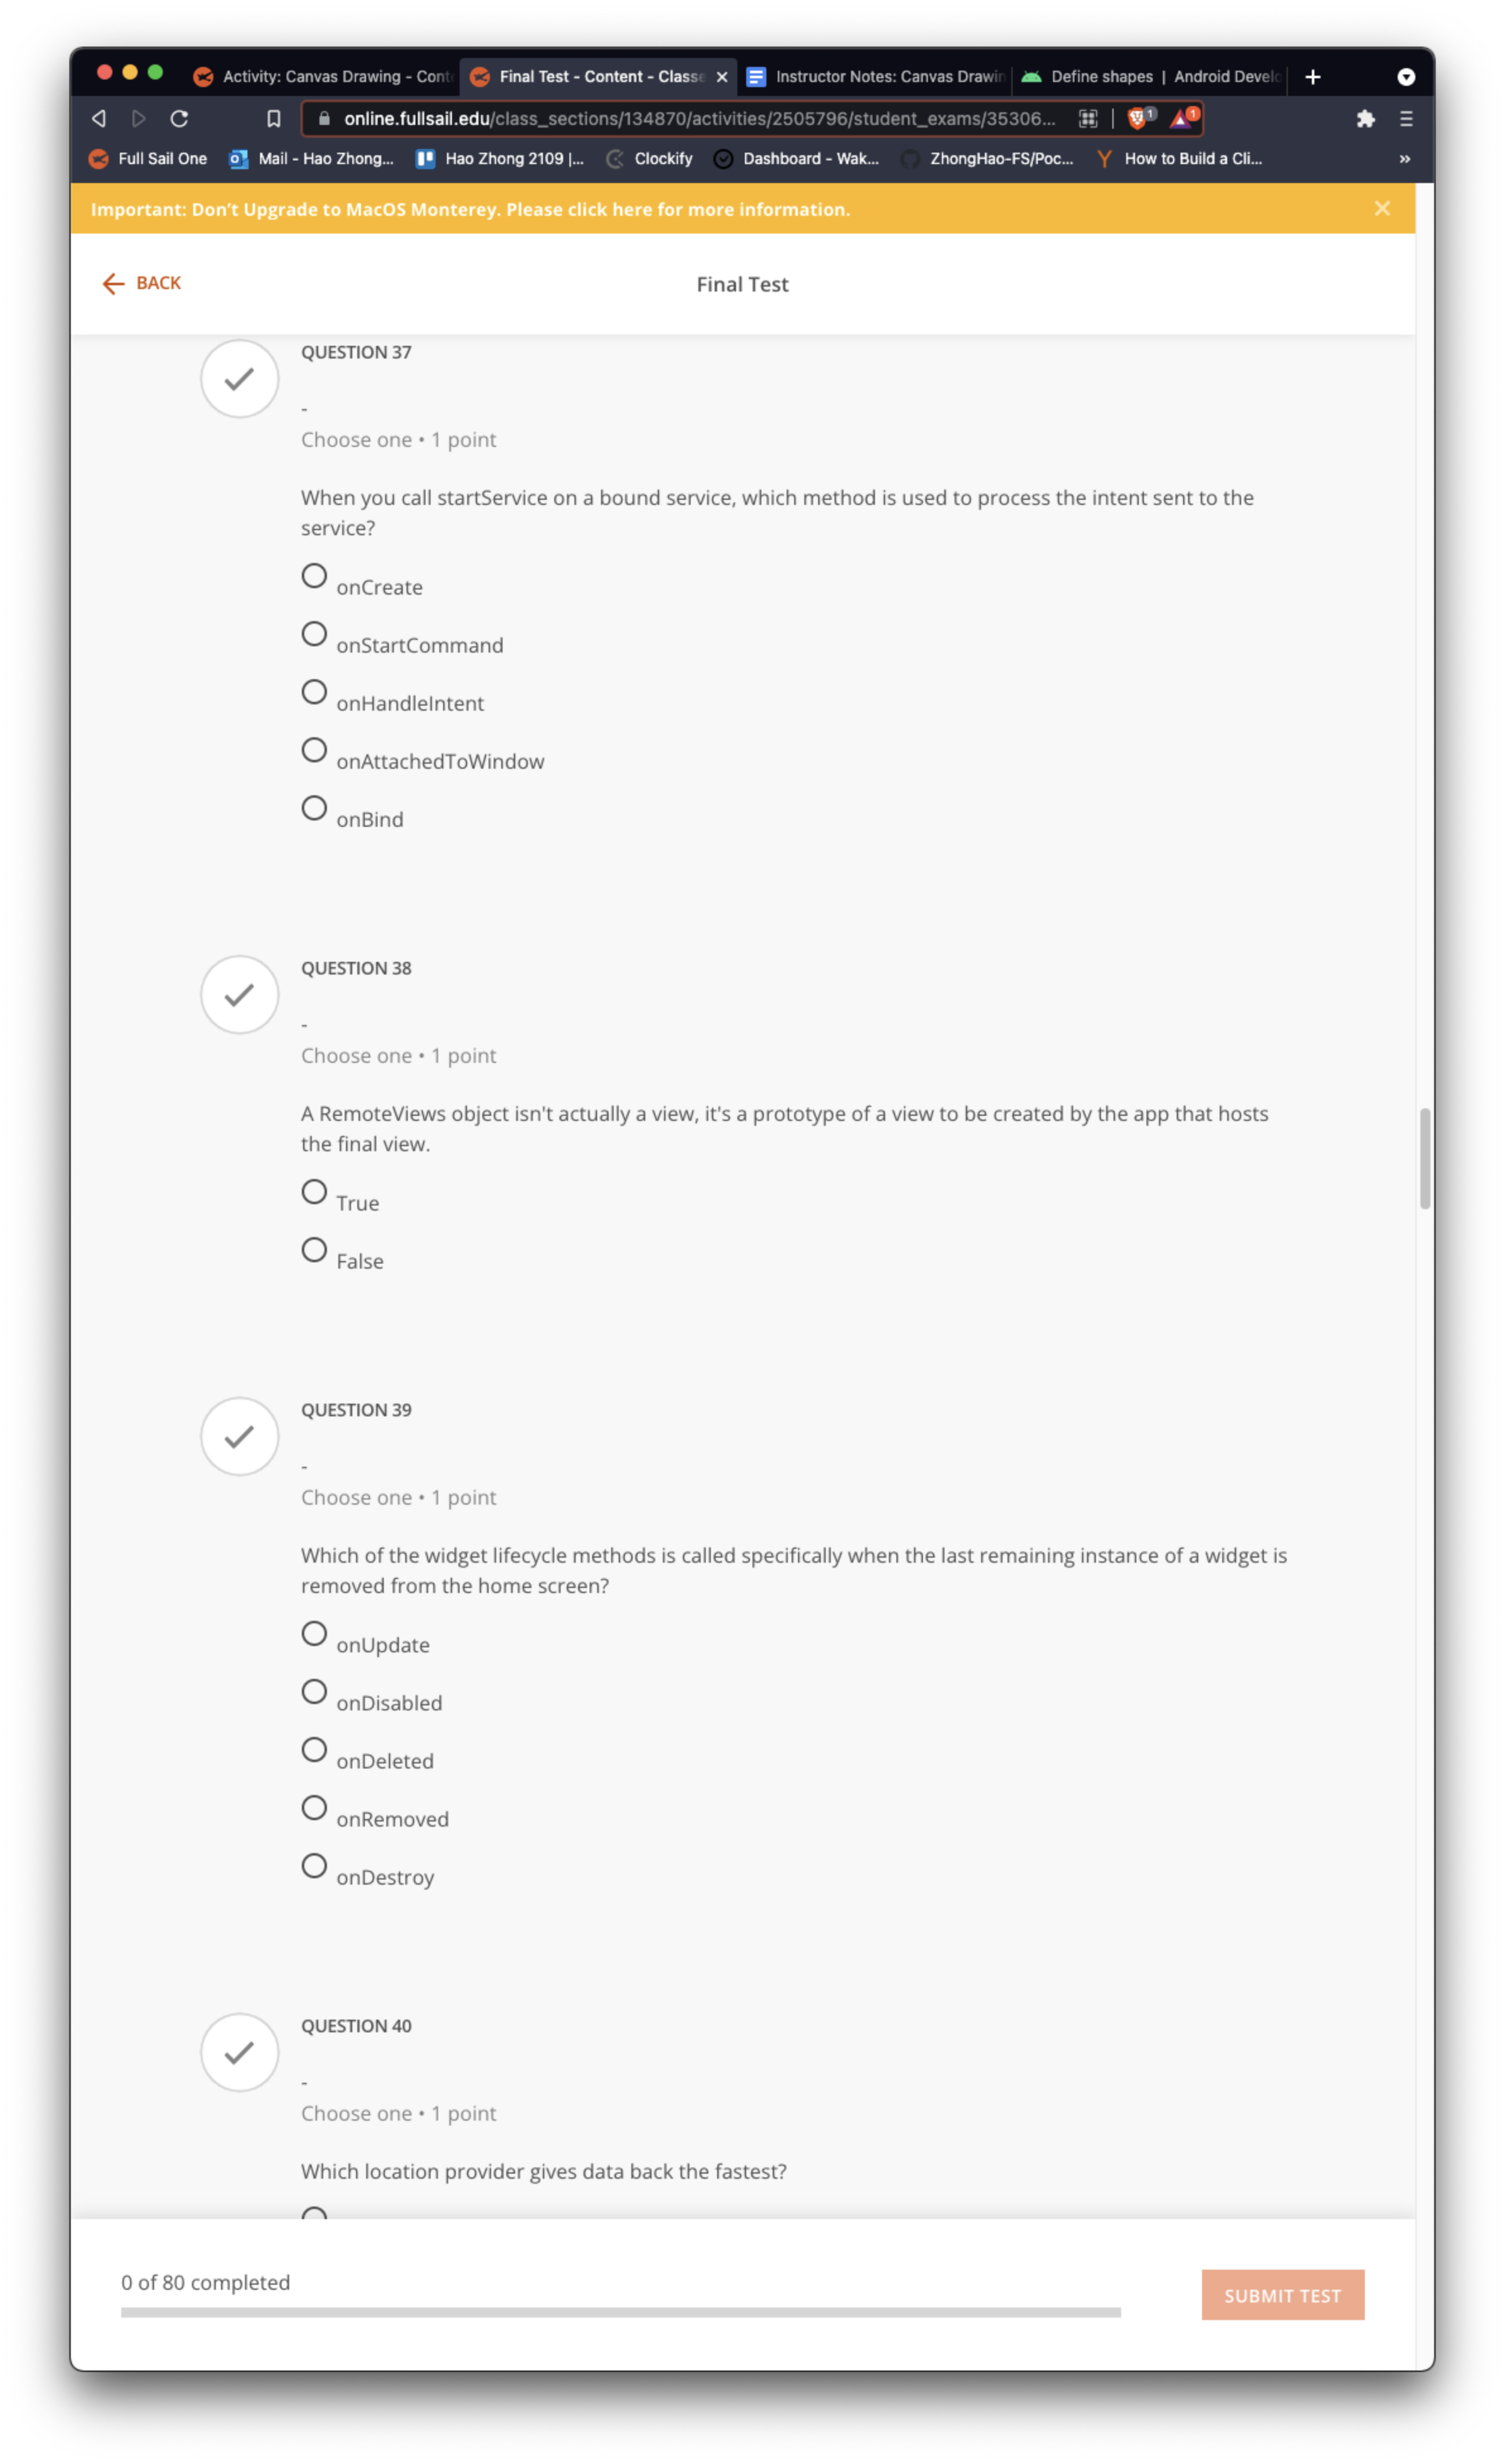 Activity: Canvas Drawing - Conte
Final Test - Content - Classe
Instructor Notes: Canvas Drawin
Define shapes | Android Develo
online.fullsail.edu/class_sections/134870/activities/2505796/student_exams/35306...
1
1
Full Sail One
Mail - Hao Zhong...
Hao Zhong 2109 |...
Clockify
Dashboard - Wak...
ZhongHao-FS/Poc...
How to Build a Cli...
»
Important: Don't Upgrade to MacOS Monterey. Please click here for more information.
BACK
Final Test
QUESTION 37
-
Choose one • 1 point
When you call startService on a bound service, which method is used to process the intent sent to the
service?
onCreate
onStartCommand
onHandleIntent
onAttachedToWindow
onBind
QUESTION 38
-
Choose one • 1 point
A RemoteViews object isn't actually a view, it's a prototype of a view to be created by the app that hosts
the final view.
True
False
QUESTION 39
-
Choose one • 1 point
Which of the widget lifecycle methods is called specifically when the last remaining instance of a widget is
removed from the home screen?
onUpdate
onDisabled
onDeleted
onRemoved
onDestroy
QUESTION 40
-
Choose one • 1 point
Which location provider gives data back the fastest?
0 of 80 completed
SUBMIT TEST